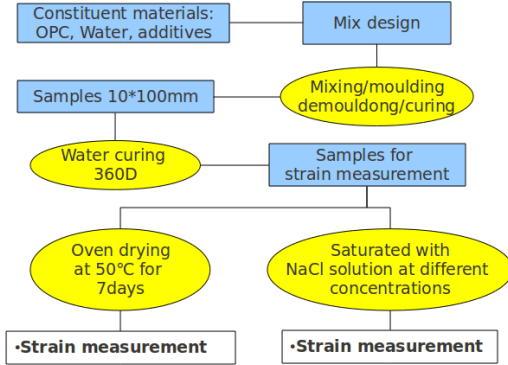 Constituent materials:
OPC, Water, additives
Mix design
Mixing/moulding
demouldong/curing
Samples 10*100mm
Water curing
360D
Samples for
strain measurement
Oven drying
at 50℃ for
7days
Saturated with
NaCl solution at different
concentrations
•Strain measurement
•Strain measurement